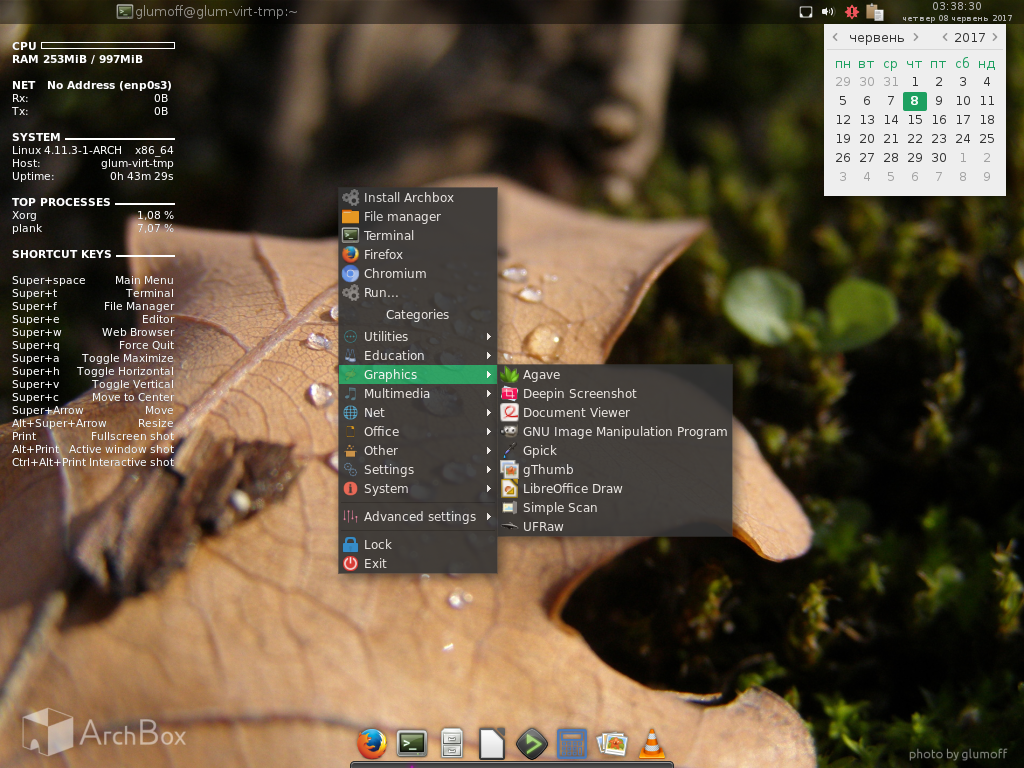 glumoff@glum-virt-tmp:~
03:38:30
четвер 08 червень 2017
CPU
RAM 253MiB / 997MiB
NET No Address (enp0s3)
Rx: 0B
Tx: 0B
SYSTEM
Linux 4.11.3-1-ARCH x86_64
Host: glum-virt-tmp
Uptime: 0h 43m 29s
TOP PROCESSES
Xorg 1,08 %
plank 7,07 %
SHORTCUT KEYS
Super+space Main Menu
Super+t Terminal
Super+f File Manager
Super+e Editor
Super+w Web Browser
Super+q Force Quit
Super+a Toggle Maximize
Super+h Toggle Horizontal
Super+v Toggle Vertical
Super+c Move to Center
Super+Arrow Move
Alt+Super+Arrow Resize
Print Fullscreen shot
Alt+Print Active window shot
Ctrl+Alt+Print Interactive shot
червень 2017
пн вт ср чт пт сб нд
29 30 31 1 2 3 4
5 6 7 8 9 10 11
12 13 14 15 16 17 18
19 20 21 22 23 24 25
26 27 28 29 30 1 2
3 4 5 6 7 8 9
Install Archbox
File manager
Terminal
Firefox
Chromium
Run...
Categories
Utilities
Education
Graphics
Multimedia
Net
Office
Other
Settings
System
Advanced settings
Lock
Exit
Agave
Deepin Screenshot
Document Viewer
GNU Image Manipulation Program
Gpick
gThumb
LibreOffice Draw
Simple Scan
UFRaw
ArchBox
photo by glumoff